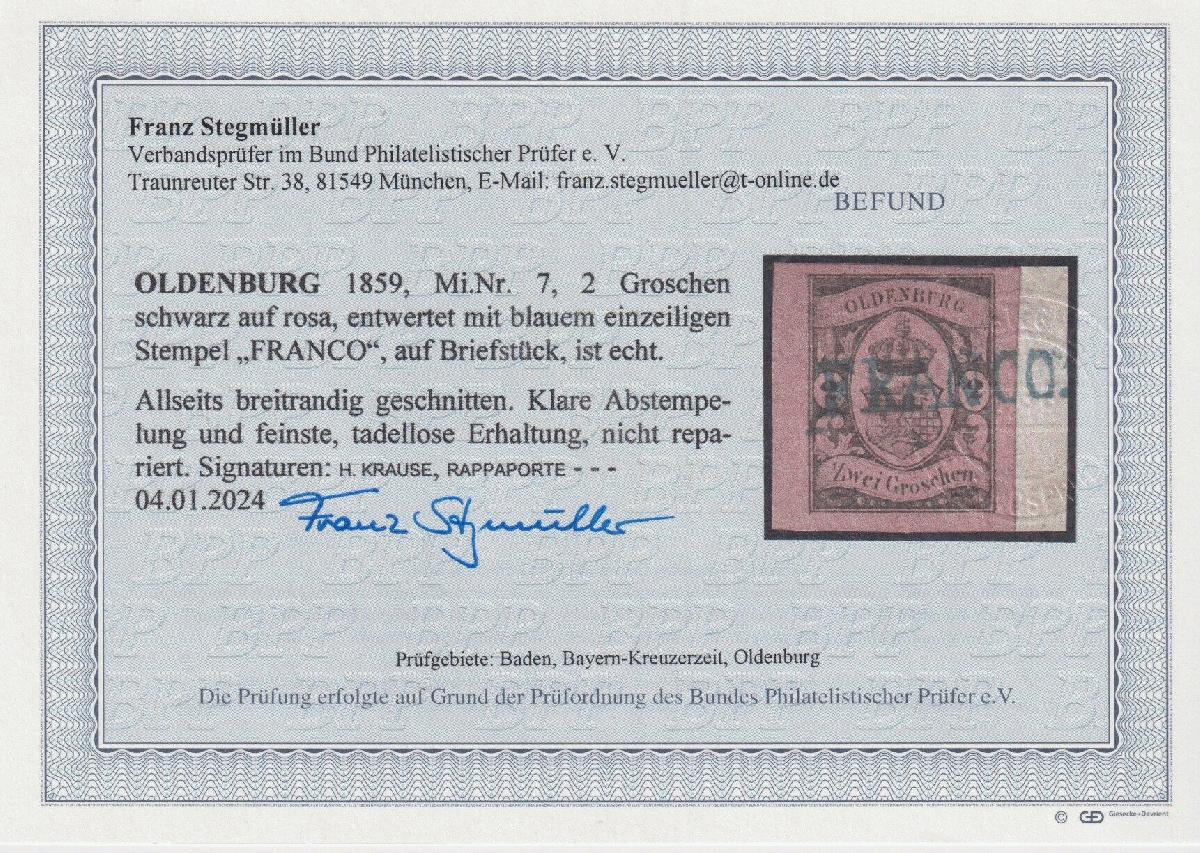 Franz Stegmüller
Verbandsprüfer im Bund Philatelistischer Prüfer e. V.
Traunreuter Str. 38, 81549 München, E-Mail: franz.stegmueller@t-online.de
BEFUND
OLDENBURG 1859, Mi.Nr. 7, 2 Groschen
schwarz auf rosa, entwertet mit blauem einzeiligen
Stempel „FRANCO“, auf Briefstück, ist echt.
Allseits breitrandig geschnitten. Klare Abstempe-
lung und feinste, tadellose Erhaltung, nicht repa-
riert. Signaturen: H. KRAUSE, RAPPAPORTE - - -
04.01.2024 Franz Stegmüller
OLDENBURG
FRANCO
Zwei Groschen
Prüfgebiete: Baden, Bayern-Kreuzerzeit, Oldenburg
Die Prüfung erfolgte auf Grund der Prüfordnung des Bundes Philatelistischer Prüfer e.V.
© GD Giesecke+Devrient